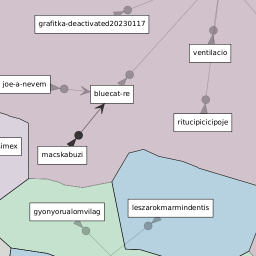 grafitka-deactivated20230117
ventilacio
joe-a-nevem
bluecat-re
ritucipicicipoje
imex
macskabuzi
leszarokmarmindentis
gyonyorualomvilag